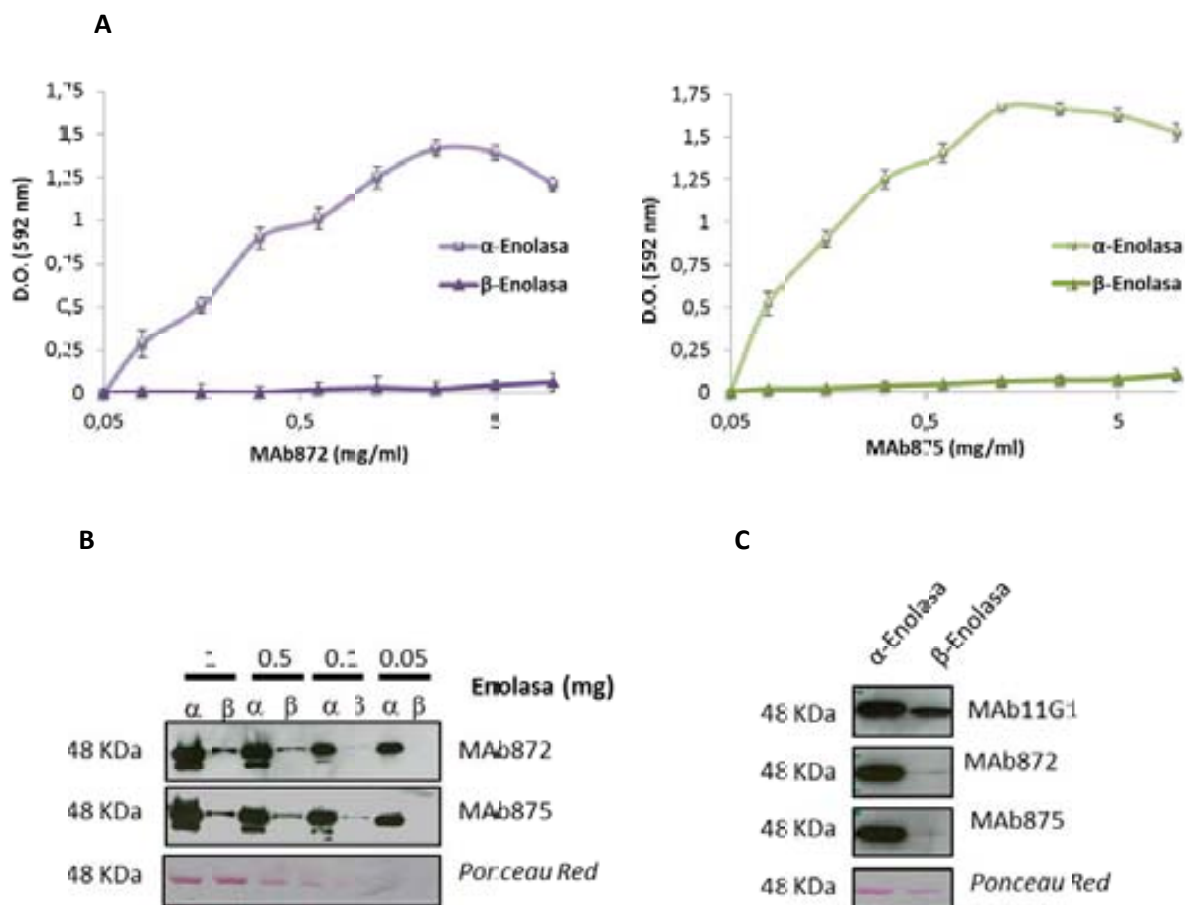 A
D.O. (592 nm)
1,75
1,5
1,25
1
0,75
0,5
0,25
0
0,05
0,5
5
MAb872 (mg/ml)
α-Enolasa
β-Enolasa
D.O. (592 nm)
1,75
1,5
1,25
1
0,75
0,5
0,25
0
0,05
0,5
5
MAb875 (mg/ml)
α-Enolasa
β-Enolasa
B
1 0.5 0.1 0.05
Enolasa (mg)
α β α β α β α β
48 KDa MAb872
48 KDa MAb875
48 KDa Ponceau Red
C
α-Enolasa
β-Enolasa
48 KDa MAb11G1
48 KDa MAb872
48 KDa MAb875
48 KDa Ponceau Red